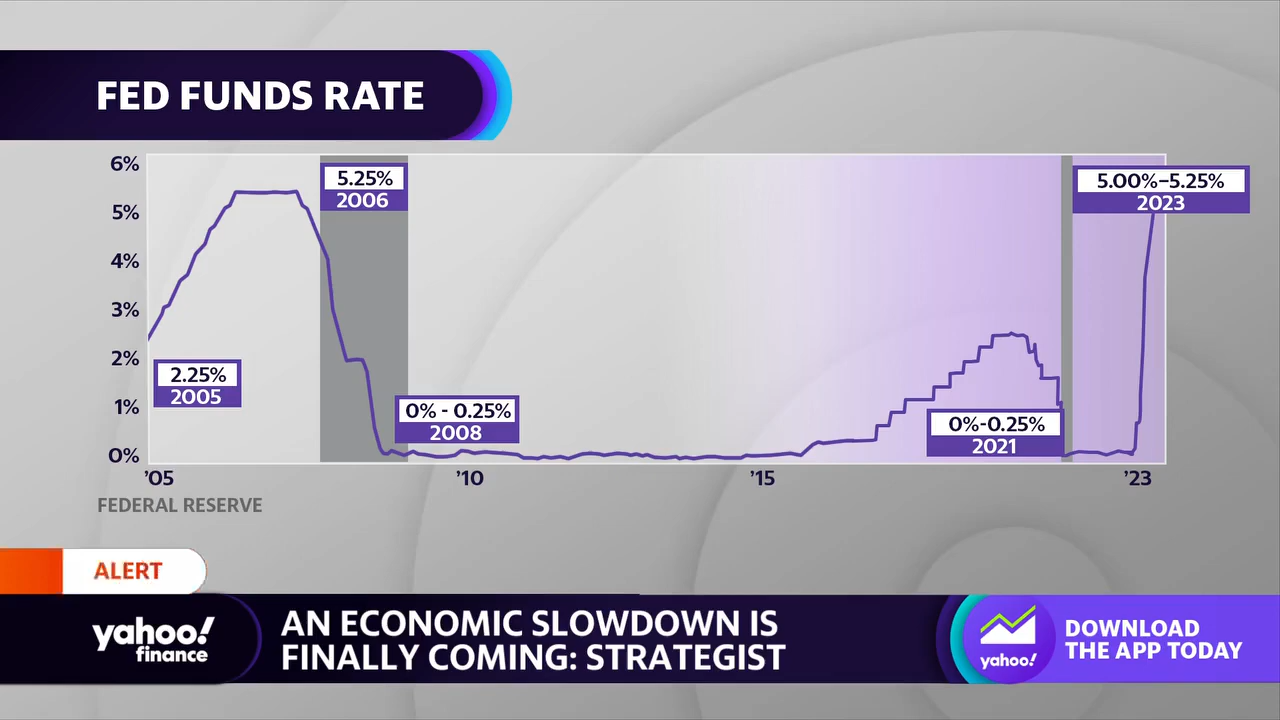 FED FUNDS RATE
6%
5%
4%
3%
2%
1%
0%
5.25%
2006
5.00%–5.25%
2023
2.25%
2005
0% - 0.25%
2008
0%-0.25%
2021
’05
’10
’15
’23
FEDERAL RESERVE
ALERT
yahoo!
finance
AN ECONOMIC SLOWDOWN IS
FINALLY COMING: STRATEGIST
yahoo!
DOWNLOAD
THE APP TODAY